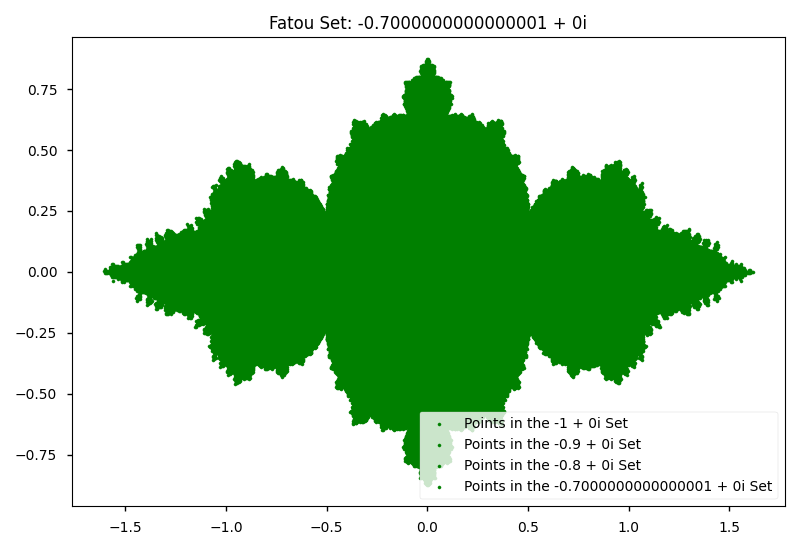 Fatou Set: -0.7000000000000001 + 0i
0.75
0.50
0.25
0.00
−0.25
−0.50
−0.75
Points in the -1 + 0i Set
Points in the -0.9 + 0i Set
Points in the -0.8 + 0i Set
Points in the -0.7000000000000001 + 0i Set
−1.5 −1.0 −0.5 0.0 0.5 1.0 1.5